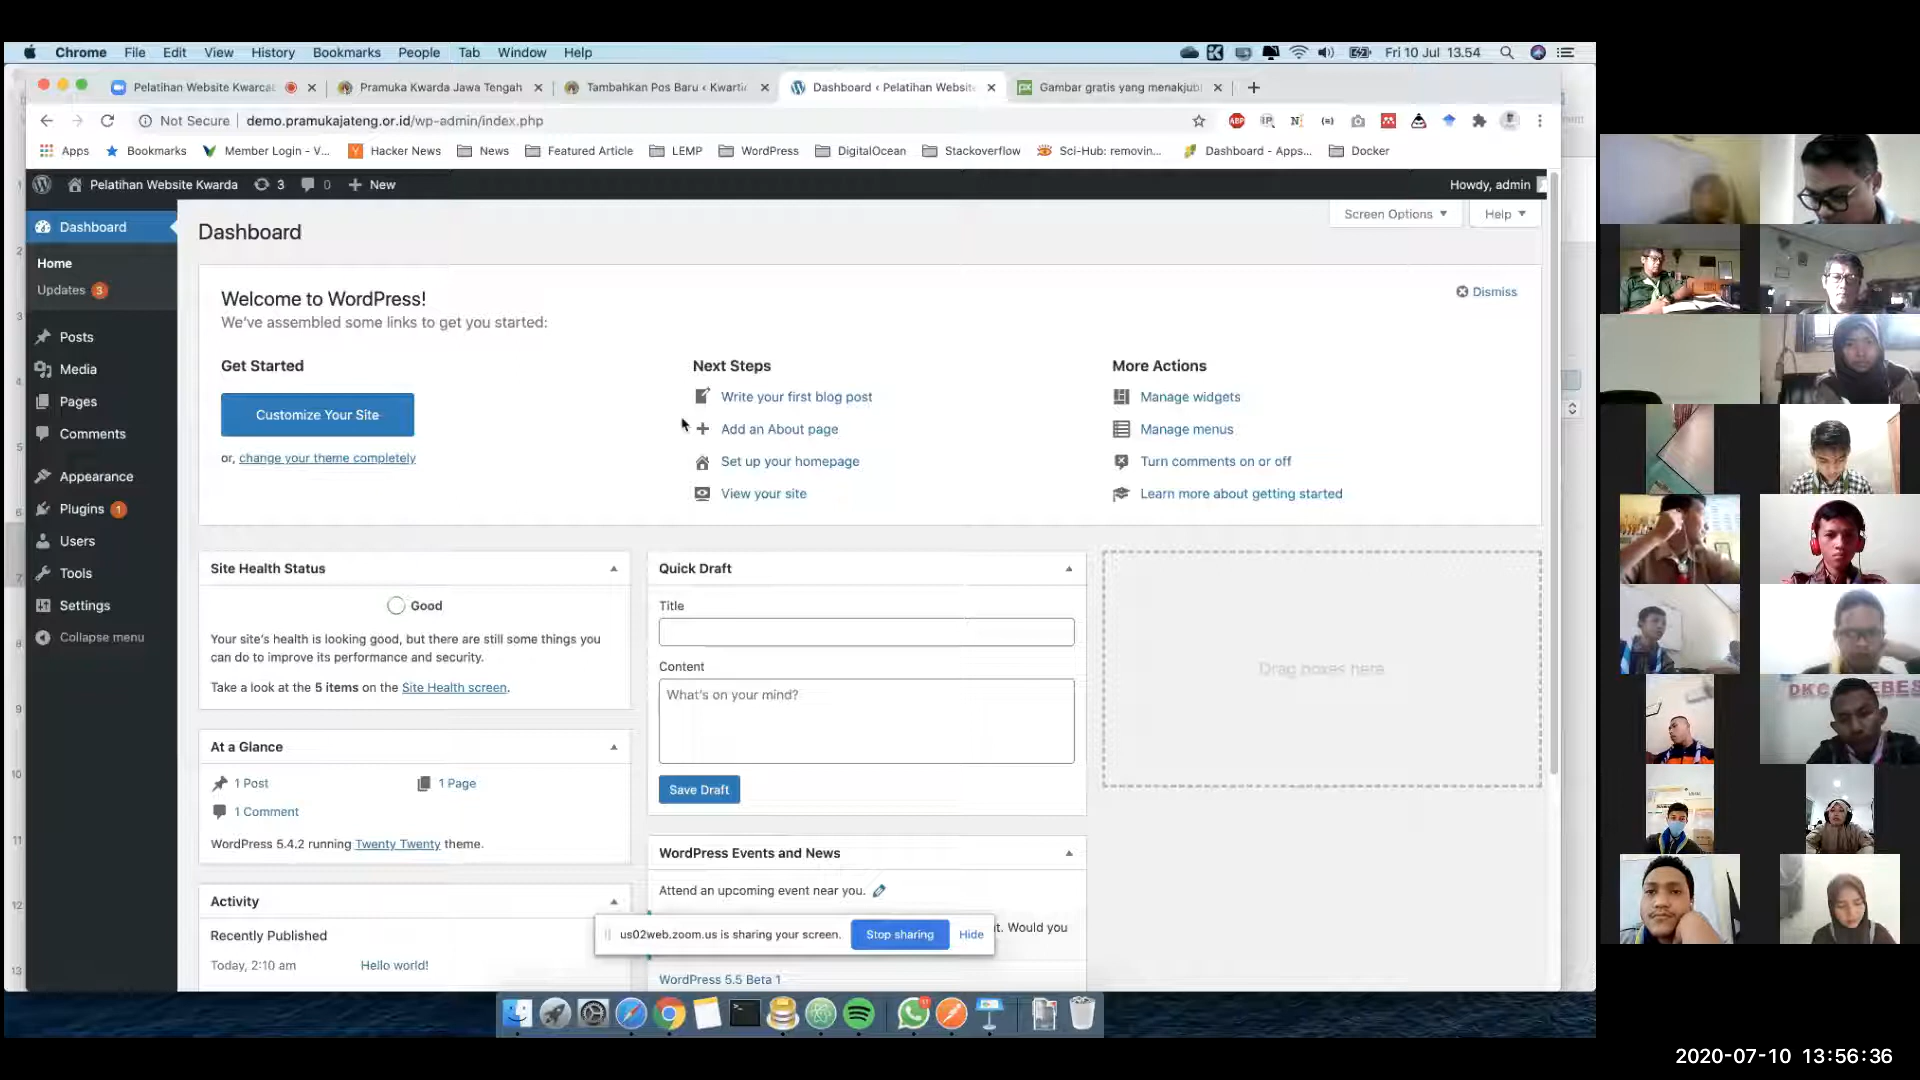 Chrome File Edit View History Bookmarks People Tab Window Help
Fri 10 Jul 13.54
Pelatihan Website Kwarca
Pramuka Kwarda Jawa Tengah
Tambahkan Pos Baru ‹ Kwartir
Dashboard ‹ Pelatihan Website
Gambar gratis yang menakjub
Not Secure
demo.pramukajateng.or.id/wp-admin/index.php
Apps
Bookmarks
Member Login - V...
Hacker News
News
Featured Article
LEMP
WordPress
DigitalOcean
Stackoverflow
Sci-Hub: removin...
Dashboard - Apps...
Docker
Pelatihan Website Kwarda
3
0
New
Howdy, admin
Dashboard
Home
Updates 3
Posts
Media
Pages
Comments
Appearance
Plugins 1
Users
Tools
Settings
Collapse menu
Dashboard
Screen Options
Help
Welcome to WordPress!
We've assembled some links to get you started:
Dismiss
Get Started
Customize Your Site
or, change your theme completely
Next Steps
Write your first blog post
Add an About page
Set up your homepage
View your site
More Actions
Manage widgets
Manage menus
Turn comments on or off
Learn more about getting started
Site Health Status
Good
Your site's health is looking good, but there are still some things you
can do to improve its performance and security.
Take a look at the 5 items on the Site Health screen.
At a Glance
1 Post
1 Page
1 Comment
WordPress 5.4.2 running Twenty Twenty theme.
Activity
Recently Published
Today, 2:10 am
Hello world!
Quick Draft
Title
Content
What's on your mind?
Save Draft
WordPress Events and News
Attend an upcoming event near you.
t. Would you
WordPress 5.5 Beta 1
Drag boxes here
us02web.zoom.us is sharing your screen.
Stop sharing
Hide
2020-07-10 13:56:36